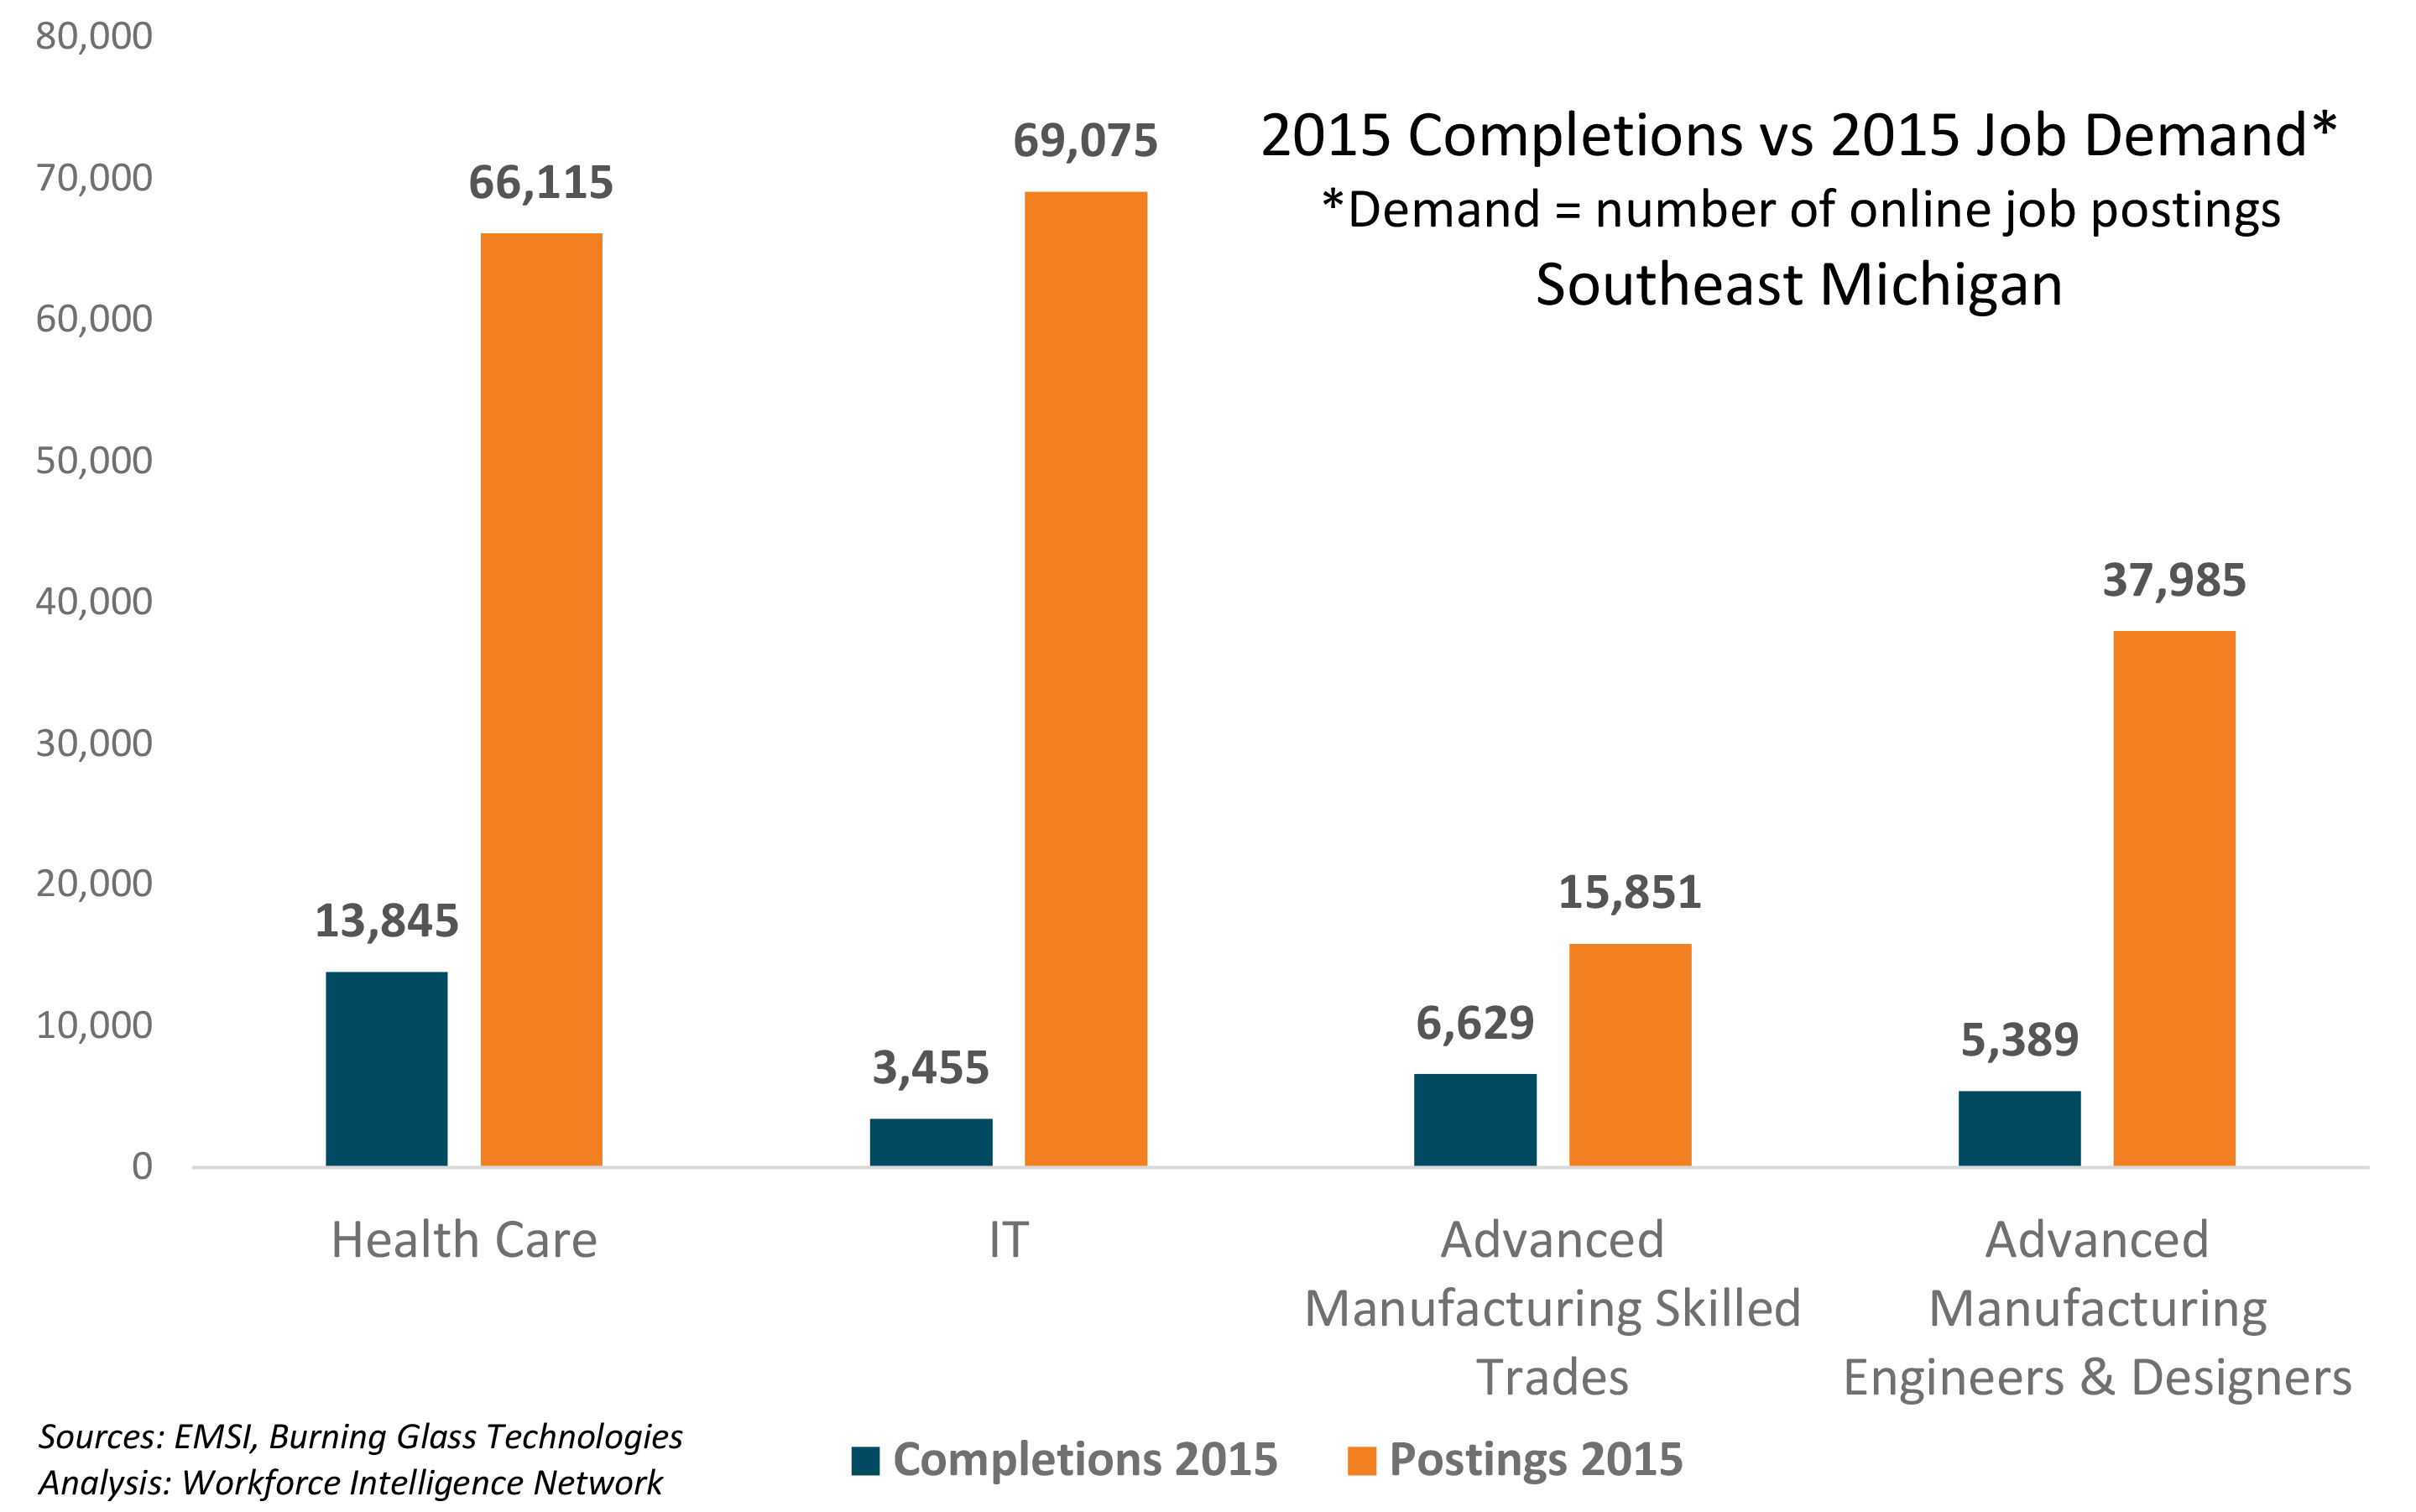 2015 Completions vs 2015 Job Demand*
*Demand = number of online job postings
Southeast Michigan
80,000
70,000
60,000
50,000
40,000
30,000
20,000
10,000
0
66,115
69,075
37,985
15,851
13,845
6,629
5,389
3,455
Health Care
IT
Advanced
Manufacturing Skilled
Trades
Advanced
Manufacturing
Engineers & Designers
Completions 2015
Postings 2015
Sources: EMSI, Burning Glass Technologies
Analysis: Workforce Intelligence Network